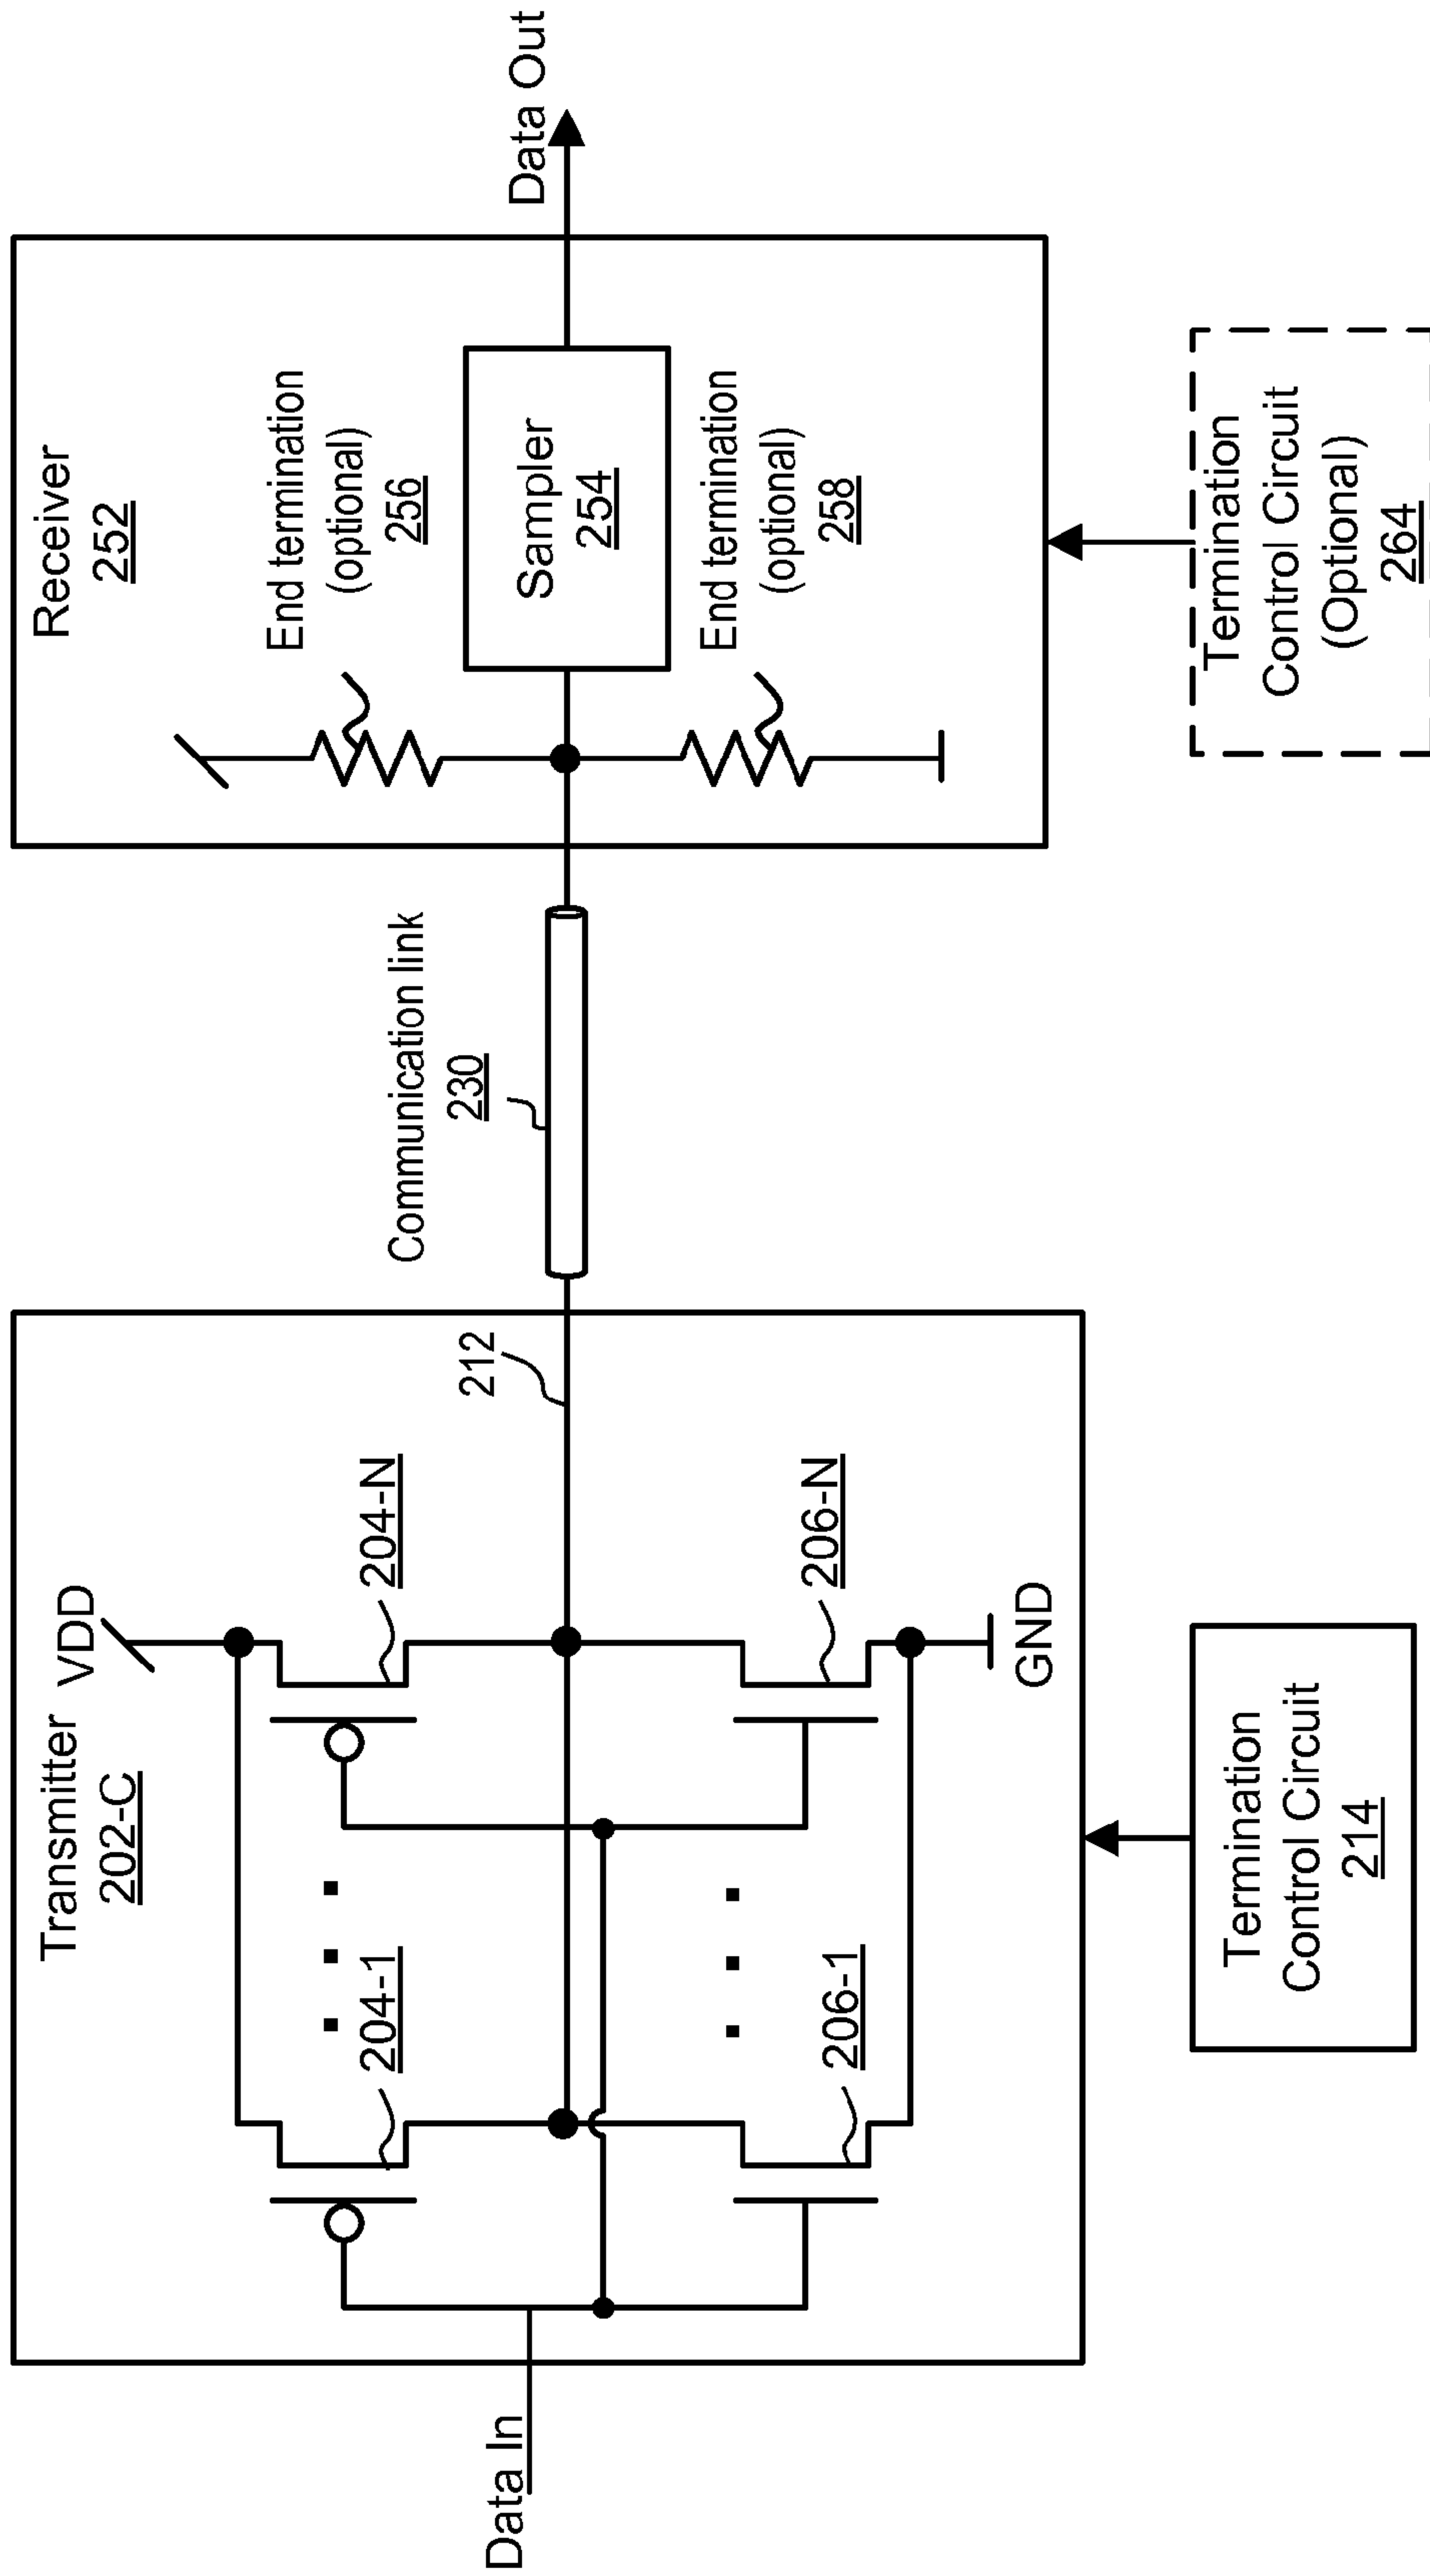 Transmitter
202-C
VDD
204-1
204-N
206-1
206-N
GND
212
Data In
Termination
Control Circuit
214
Communication link
230
Receiver
252
End termination
(optional)
256
Sampler
254
End termination
(optional)
258
Data Out
Termination
Control Circuit
(Optional)
264